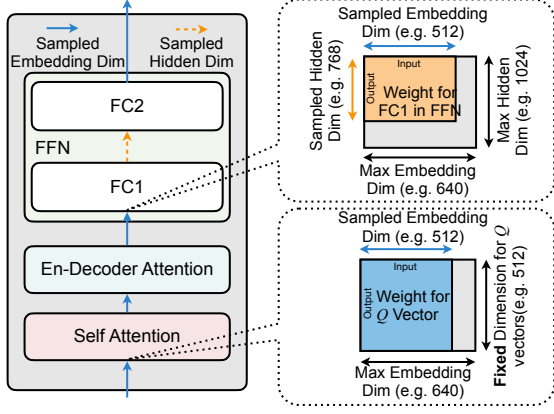 Sampled
Embedding Dim
Sampled
Hidden Dim
FC2
FFN
FC1
En-Decoder Attention
Self Attention
Sampled Embedding
Dim (e.g. 512)
Sampled Hidden
Dim (e.g. 768)
Input
Output
Weight for
FC1 in FFN
Max Hidden
Dim (e.g. 1024)
Max Embedding
Dim (e.g. 640)
Sampled Embedding
Dim (e.g. 512)
Input
Output
Weight for
Q Vector
Fixed Dimension for Q
vectors(e.g. 512)
Max Embedding
Dim (e.g. 640)